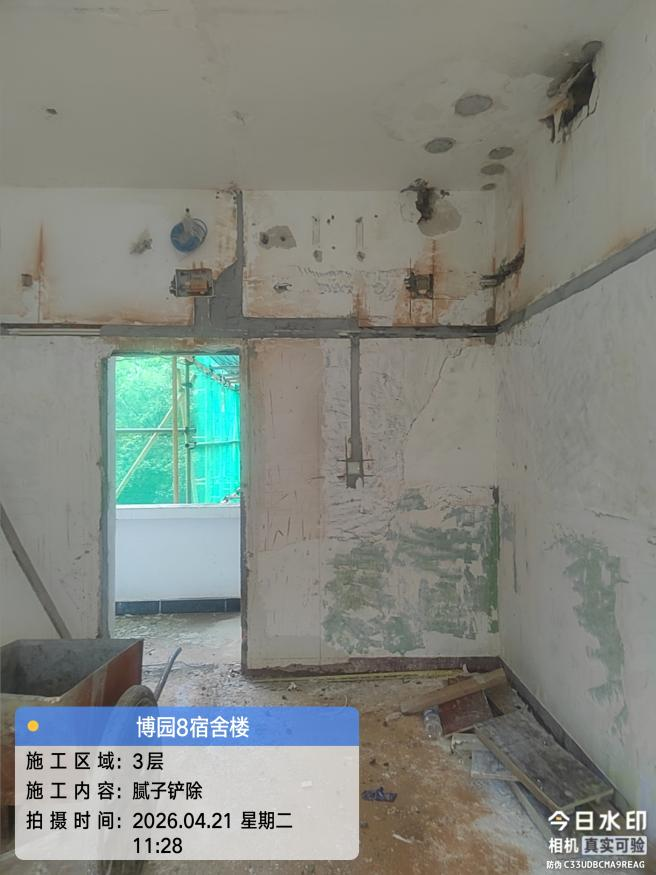 博园8宿舍楼
施工区域: 3层
施工内容: 腻子铲除
拍摄时间: 2026.04.21 星期二
11:28
今日水印
相机 真实可验
防伪 C33UDBCMA9REAG